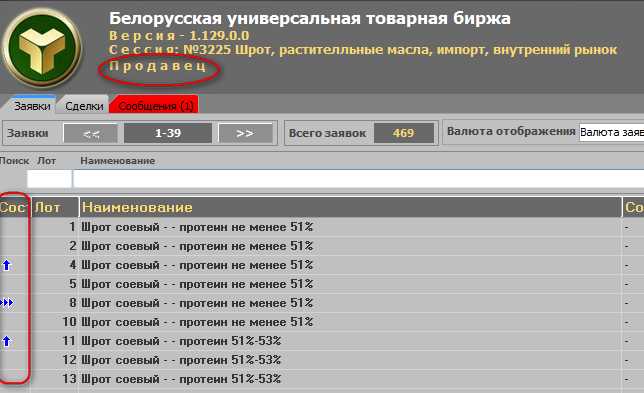 Белорусская универсальная товарная биржа
Версия - 1.129.0.0
Сессия: №3225 Шрот, растителльные масла, импорт, внутренний рынок
Продавец
Заявки Сделки Сообщения (1)
Заявки << 1-39 >> Всего заявок 469 Валюта отображения Валюта заяв
Поиск Лот Наименование
Сос Лот Наименование Со
1 Шрот соевый - - протеин не менее 51% -
2 Шрот соевый - - протеин не менее 51% -
4 Шрот соевый - - протеин не менее 51% -
5 Шрот соевый - - протеин не менее 51% -
8 Шрот соевый - - протеин не менее 51% -
10 Шрот соевый - - протеин не менее 51% -
11 Шрот соевый - - протеин 51%-53% -
12 Шрот соевый - - протеин 51%-53% -
13 Шрот соевый - - протеин 51%-53% -